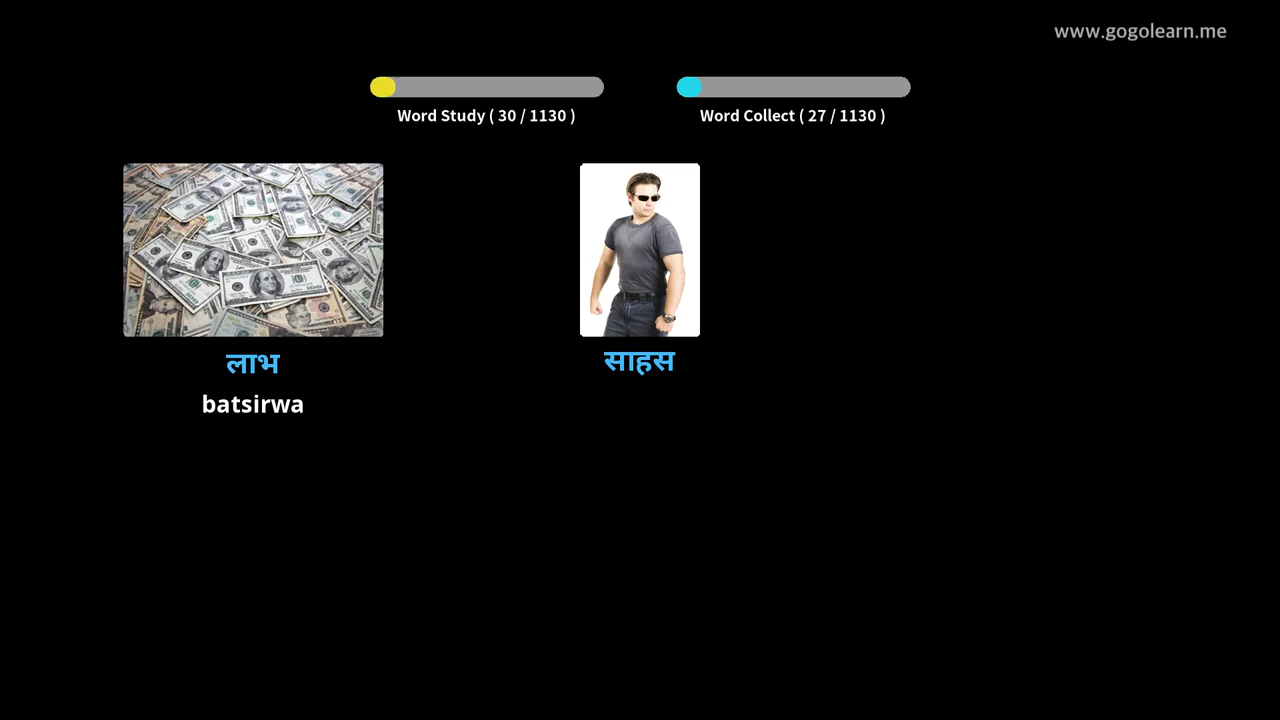 www.gogolearn.me
Word Study ( 30 / 1130 )
Word Collect ( 27 / 1130 )
लाभ
साहस
batsirwa